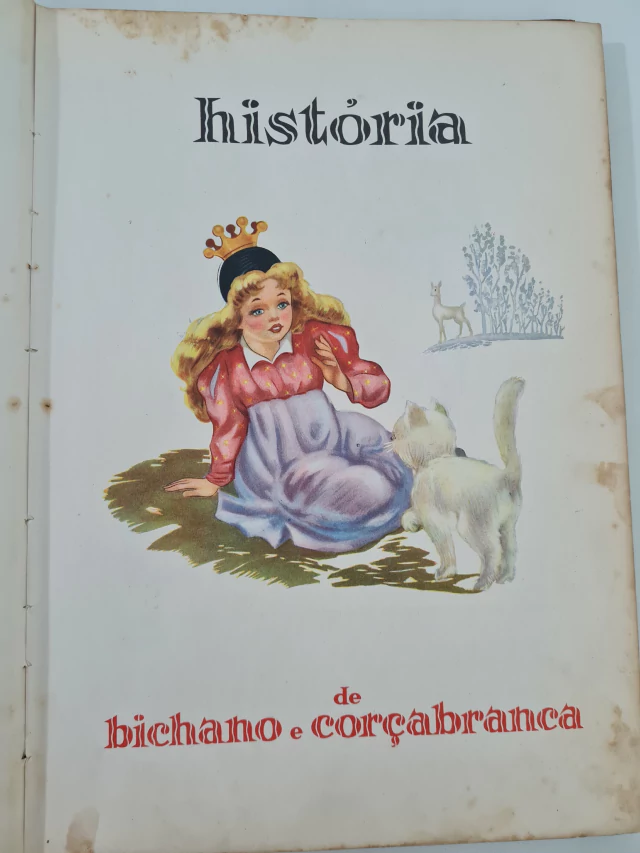 história
de
bichano e corçabranca